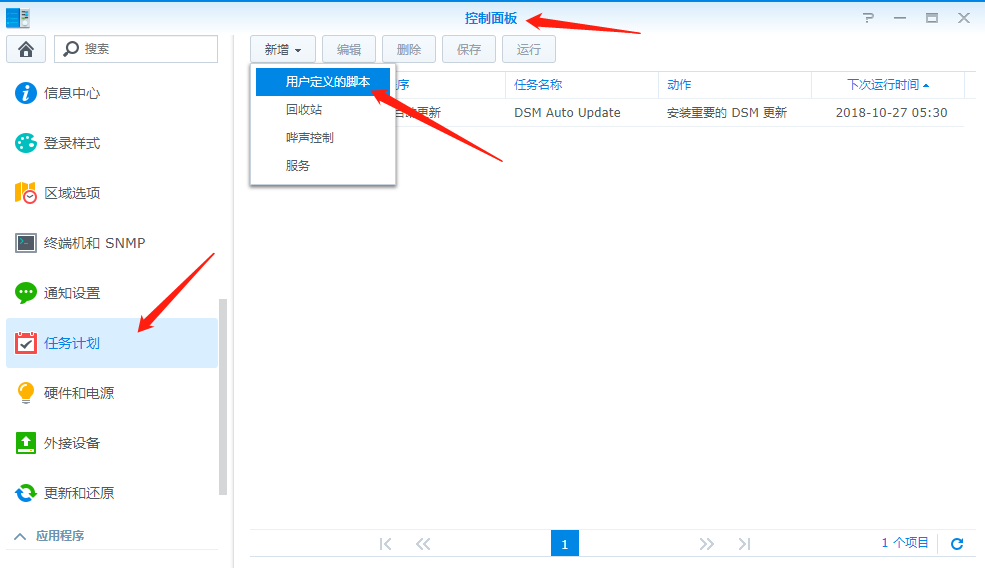 控制面板
搜索
新增 编辑 删除 保存 运行
用户定义的脚本
回收站
哔声控制
服务
序 任务名称 动作 下次运行时间
更新 DSM Auto Update 安装重要的 DSM 更新 2018-10-27 05:30
信息中心
登录样式
区域选项
终端机和 SNMP
通知设置
任务计划
硬件和电源
外接设备
更新和还原
应用程序
1
1 个项目